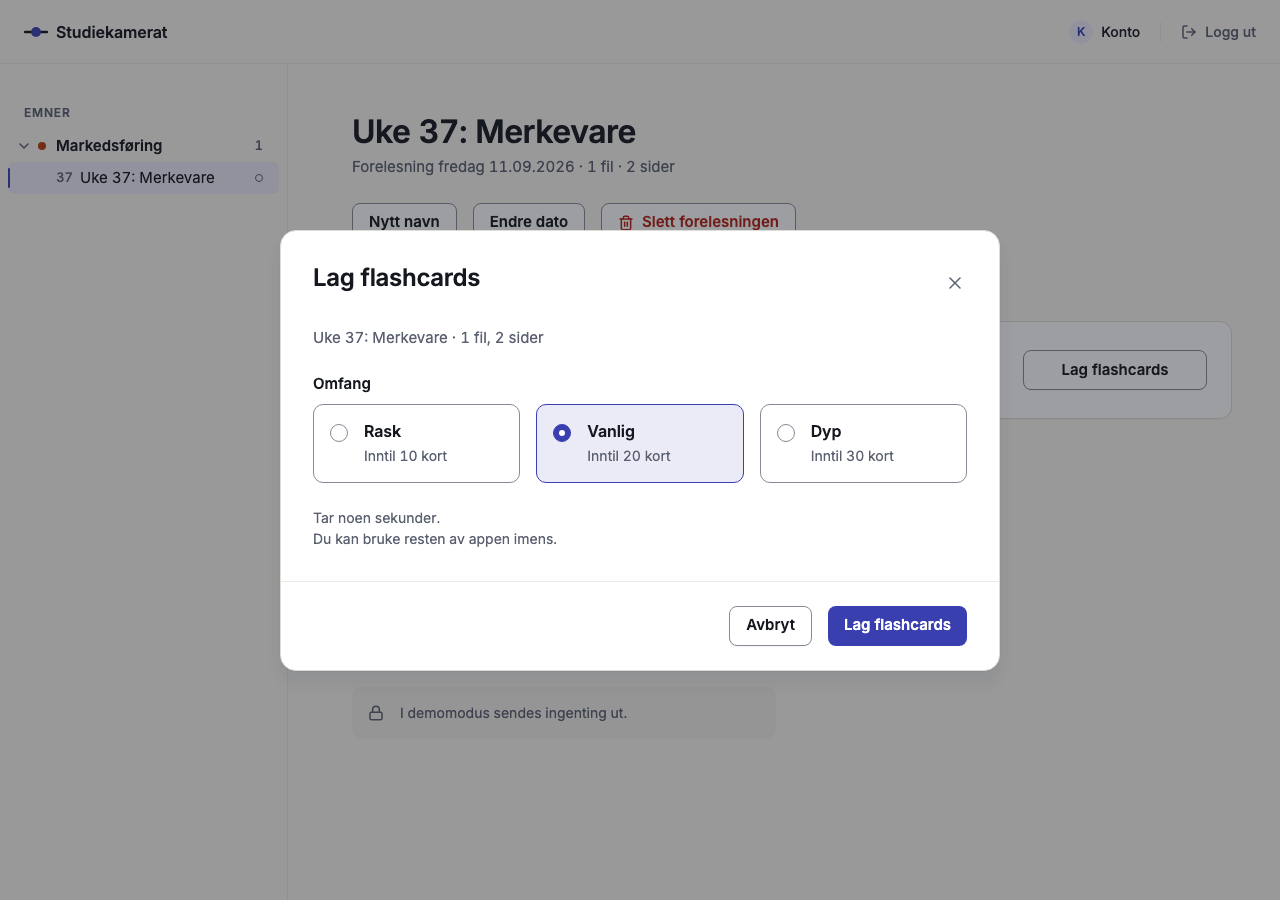 Studiekamerat
K Konto
Logg ut
EMNER
Markedsføring 1
37 Uke 37: Merkevare
Uke 37: Merkevare
Forelesning fredag 11.09.2026 · 1 fil · 2 sider
Nytt navn
Endre dato
Slett forelesningen
Lag flashcards
Lag flashcards
Uke 37: Merkevare · 1 fil, 2 sider
Omfang
Rask
Inntil 10 kort
Vanlig
Inntil 20 kort
Dyp
Inntil 30 kort
Tar noen sekunder.
Du kan bruke resten av appen imens.
Avbryt
Lag flashcards
I demomodus sendes ingenting ut.